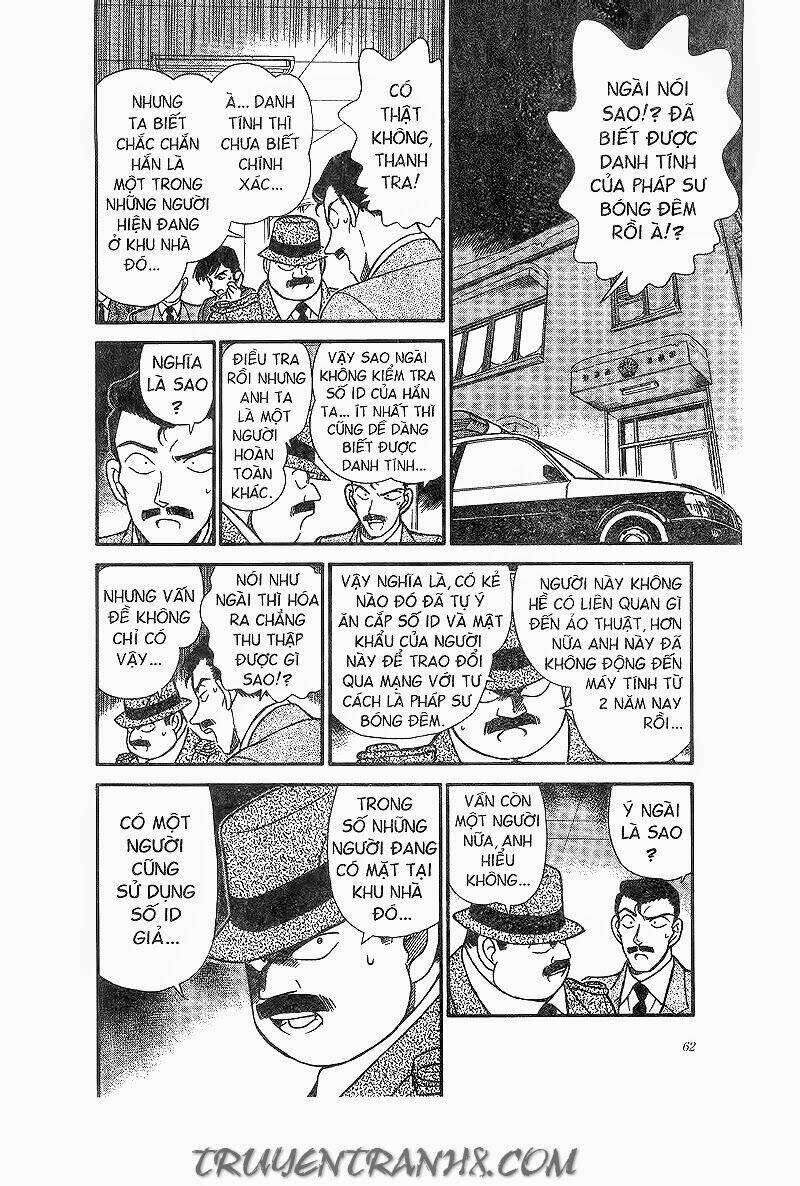 NGÀI NÓI
SAO!? ĐÃ
BIẾT ĐƯỢC
DANH TÍNH
CỦA PHÁP SƯ
BÓNG ĐÊM
RỒI À!?
CÓ
THẬT
KHÔNG,
THANH
TRA!
À... DANH
TÍNH THÌ
CHƯA BIẾT
CHÍNH
XÁC...
NHƯNG
TA BIẾT
CHẮC CHẮN
HẮN LÀ
MỘT TRONG
NHỮNG NGƯỜI
HIỆN ĐANG
Ở KHU NHÀ
ĐÓ...
VẬY SAO NGÀI
KHÔNG KIỂM TRA
SỐ ID CỦA HẮN
TA... ÍT NHẤT THÌ
CŨNG DỄ DÀNG
BIẾT ĐƯỢC
DANH TÍNH...
ĐIỀU TRA
RỒI NHƯNG
ANH TA
LÀ MỘT
NGƯỜI
HOÀN
TOÀN
KHÁC.
NGHĨA
LÀ SAO
?
NGƯỜI NÀY KHÔNG
HỀ CÓ LIÊN QUAN GÌ
ĐẾN ẢO THUẬT, HƠN
NỮA ANH NÀY ĐÃ
KHÔNG ĐỘNG ĐẾN
MÁY TÍNH TỪ
2 NĂM NAY
RỒI...
VẬY NGHĨA LÀ, CÓ KẺ
NÀO ĐÓ ĐÃ TỰ Ý
ĂN CẮP SỐ ID VÀ MẬT
KHẨU CỦA NGƯỜI
NÀY ĐỂ TRAO ĐỔI
QUA MẠNG VỚI TƯ
CÁCH LÀ PHÁP SƯ
BÓNG ĐÊM.
NÓI NHƯ
NGÀI THÌ HÓA
RA CHẲNG
THU THẬP
ĐƯỢC GÌ
SAO!?
NHƯNG VẤN
ĐỀ KHÔNG
CHỈ CÓ
VẬY...
Ý NGÀI
LÀ SAO
?
VẪN CÒN
MỘT NGƯỜI
NỮA, ANH
HIỂU
KHÔNG...
TRONG
SỐ NHỮNG
NGƯỜI ĐANG
CÓ MẶT TẠI
KHU NHÀ
ĐÓ...
CÓ MỘT
NGƯỜI
CŨNG
SỬ DỤNG
SỐ ID
GIẢ...
62
TRUYENTRANH8.COM